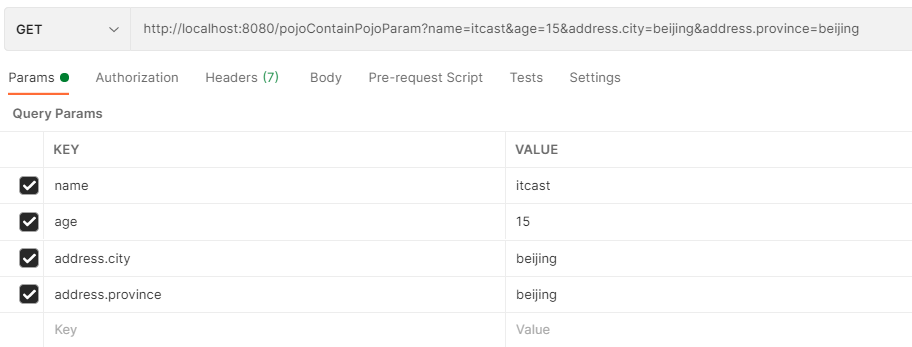 GET http://localhost:8080/pojoContainPojoParam?name=itcast&age=15&address.city=beijing&address.province=beijing
Params Authorization Headers (7) Body Pre-request Script Tests Settings
Query Params
KEY VALUE
name itcast
age 15
address.city beijing
address.province beijing
Key Value